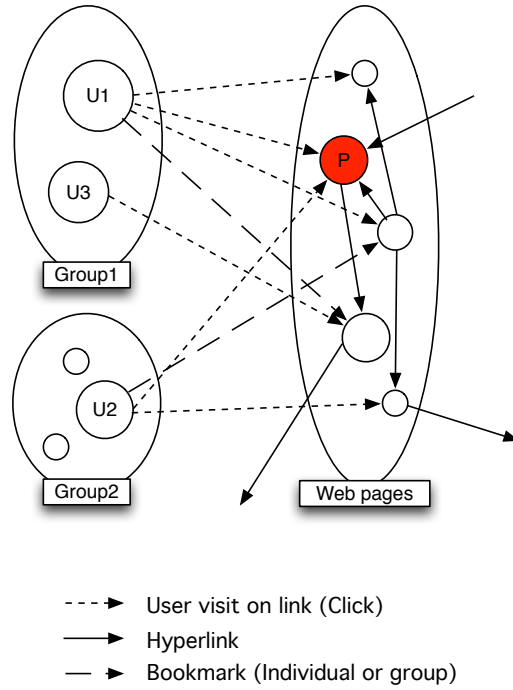 U1
P
U3
Group1
U2
Group2
Web pages
User visit on link (Click)
Hyperlink
Bookmark (Individual or group)